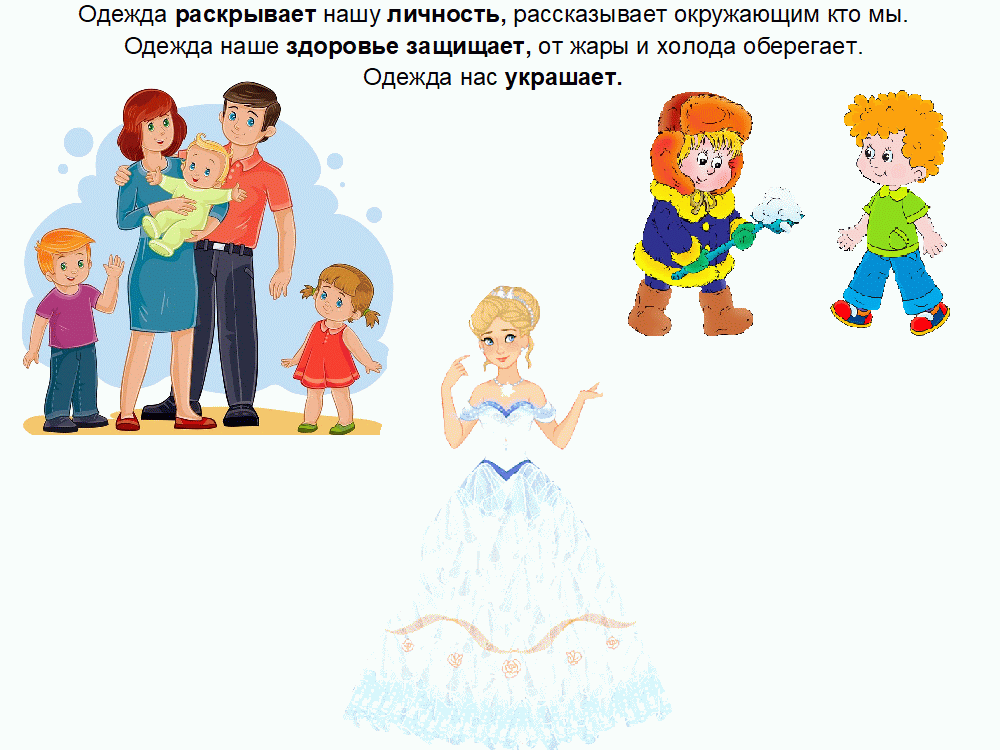 Одежда раскрывает нашу личность, рассказывает окружающим кто мы.
Одежда наше здоровье защищает, от жары и холода оберегает.
Одежда нас украшает.